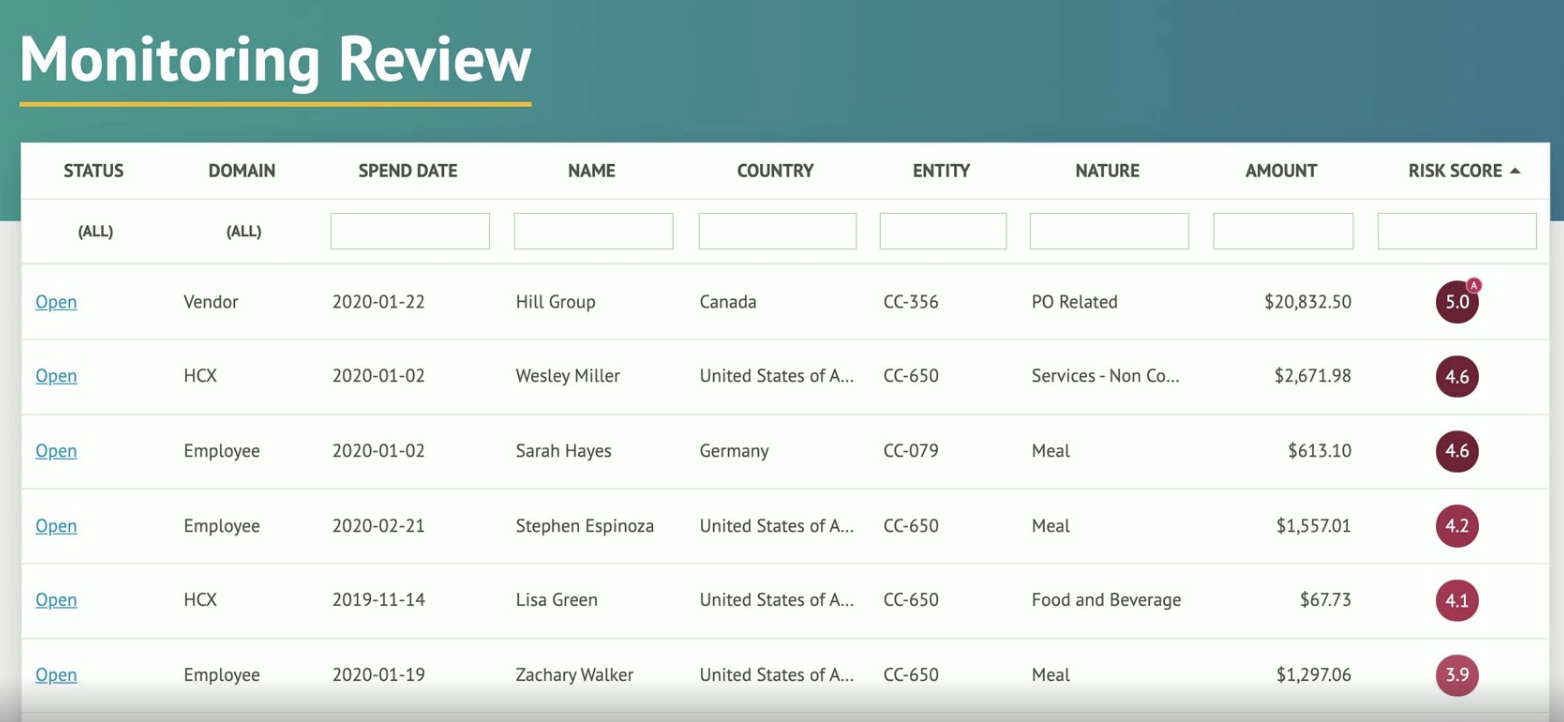 Monitoring Review
STATUS DOMAIN SPEND DATE NAME COUNTRY ENTITY NATURE AMOUNT RISK SCORE
(ALL) (ALL)
Open Vendor 2020-01-22 Hill Group Canada CC-356 PO Related $20,832.50 5.0 A
Open HCX 2020-01-02 Wesley Miller United States of A... CC-650 Services - Non Co... $2,671.98 4.6
Open Employee 2020-01-02 Sarah Hayes Germany CC-079 Meal $613.10 4.6
Open Employee 2020-02-21 Stephen Espinoza United States of A... CC-650 Meal $1,557.01 4.2
Open HCX 2019-11-14 Lisa Green United States of A... CC-650 Food and Beverage $67.73 4.1
Open Employee 2020-01-19 Zachary Walker United States of A... CC-650 Meal $1,297.06 3.9